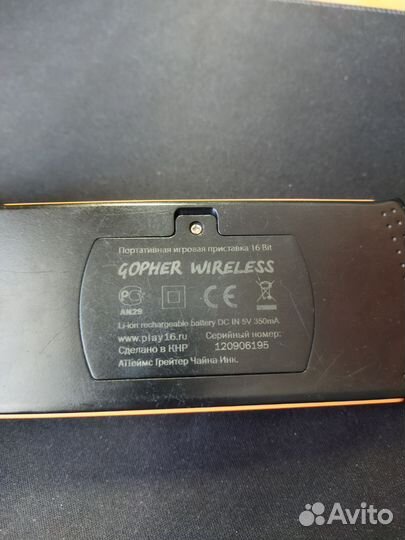 Портативная игровая приставка 16 Bit
GOPHER WIRELESS
АЯ29
Li-ion rechargeable battery DC IN 5V 350mA
www.play16.ru Серийный номер:
Сделано в КНР 120906195
АТГеймс Грейтер Чайна Инк.
Avito